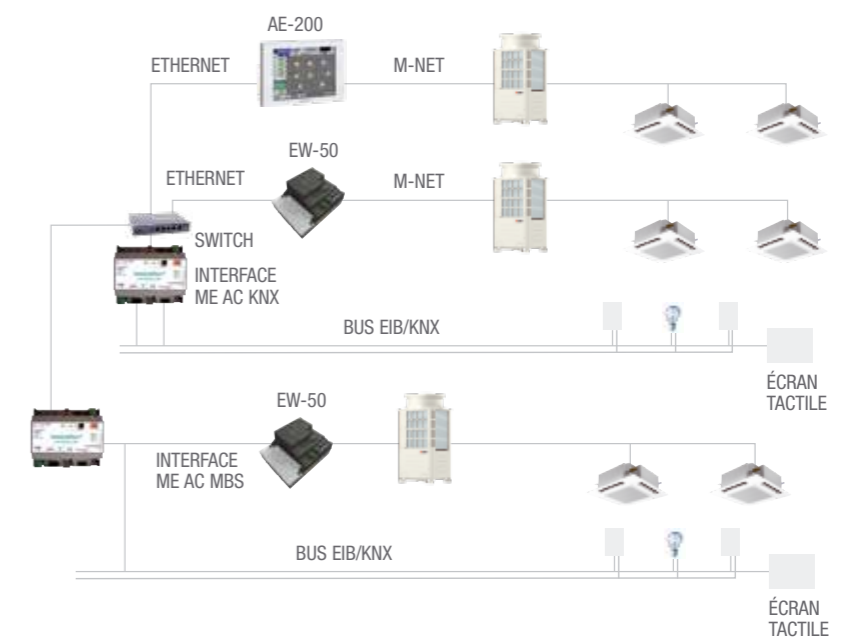 AE-200
ETHERNET
M-NET
EW-50
ETHERNET
M-NET
SWITCH
INTERFACE
ME AC KNX
BUS EIB/KNX
ÉCRAN
TACTILE
EW-50
INTERFACE
ME AC MBS
BUS EIB/KNX
ÉCRAN
TACTILE